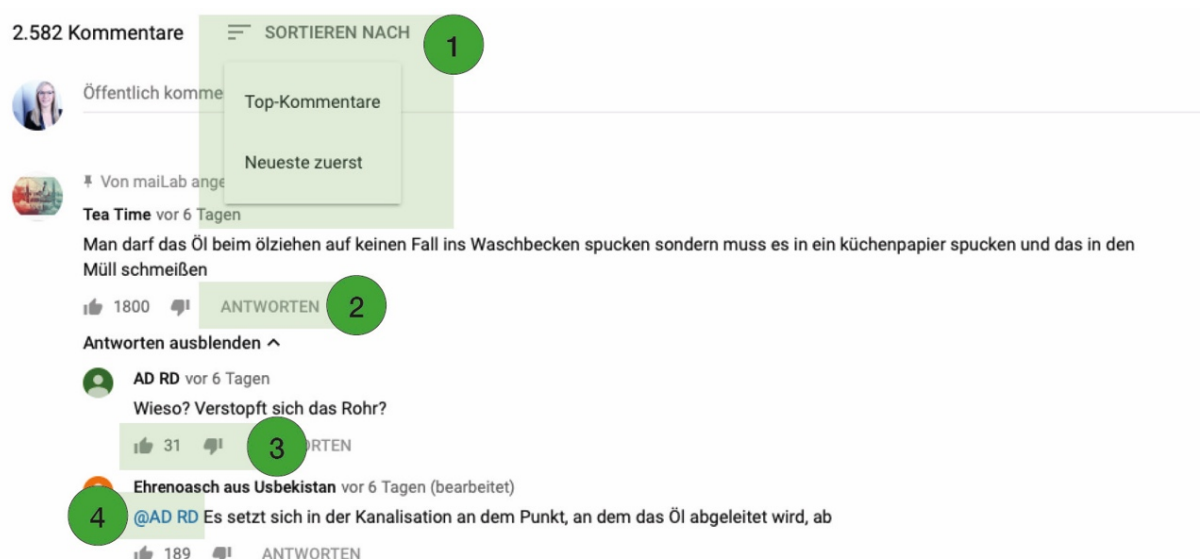 2.582 Kommentare SORTIEREN NACH 1
Öffentlich komme
Top-Kommentare
Neueste zuerst
Von maiLab ange
Tea Time vor 6 Tagen
Man darf das Öl beim ölziehen auf keinen Fall ins Waschbecken spucken sondern muss es in ein küchenpapier spucken und das in den
Müll schmeißen
1800 ANTWORTEN 2
Antworten ausblenden
AD RD vor 6 Tagen
Wieso? Verstopft sich das Rohr?
31 3 RTEN
Ehrenoasch aus Usbekistan vor 6 Tagen (bearbeitet)
4 @AD RD Es setzt sich in der Kanalisation an dem Punkt, an dem das Öl abgeleitet wird, ab
189 ANTWORTEN